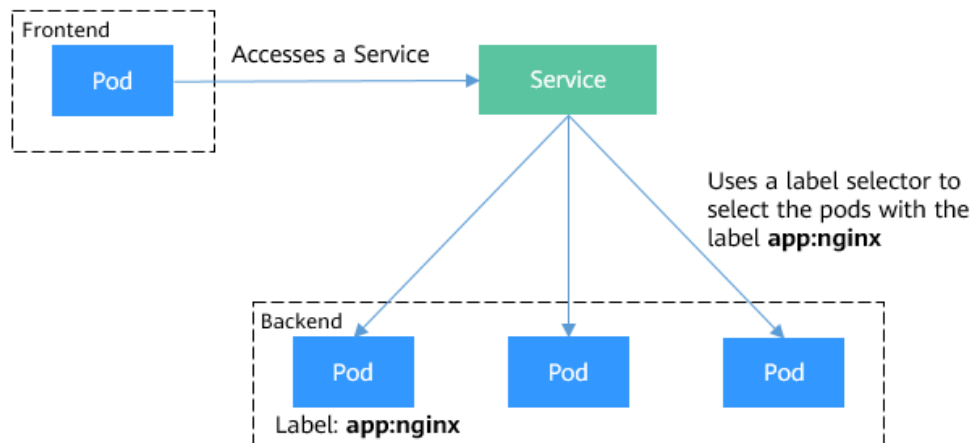 Frontend
Pod
Accesses a Service
Service
Uses a label selector to
select the pods with the
label app:nginx
Backend
Pod
Pod
Pod
Label: app:nginx